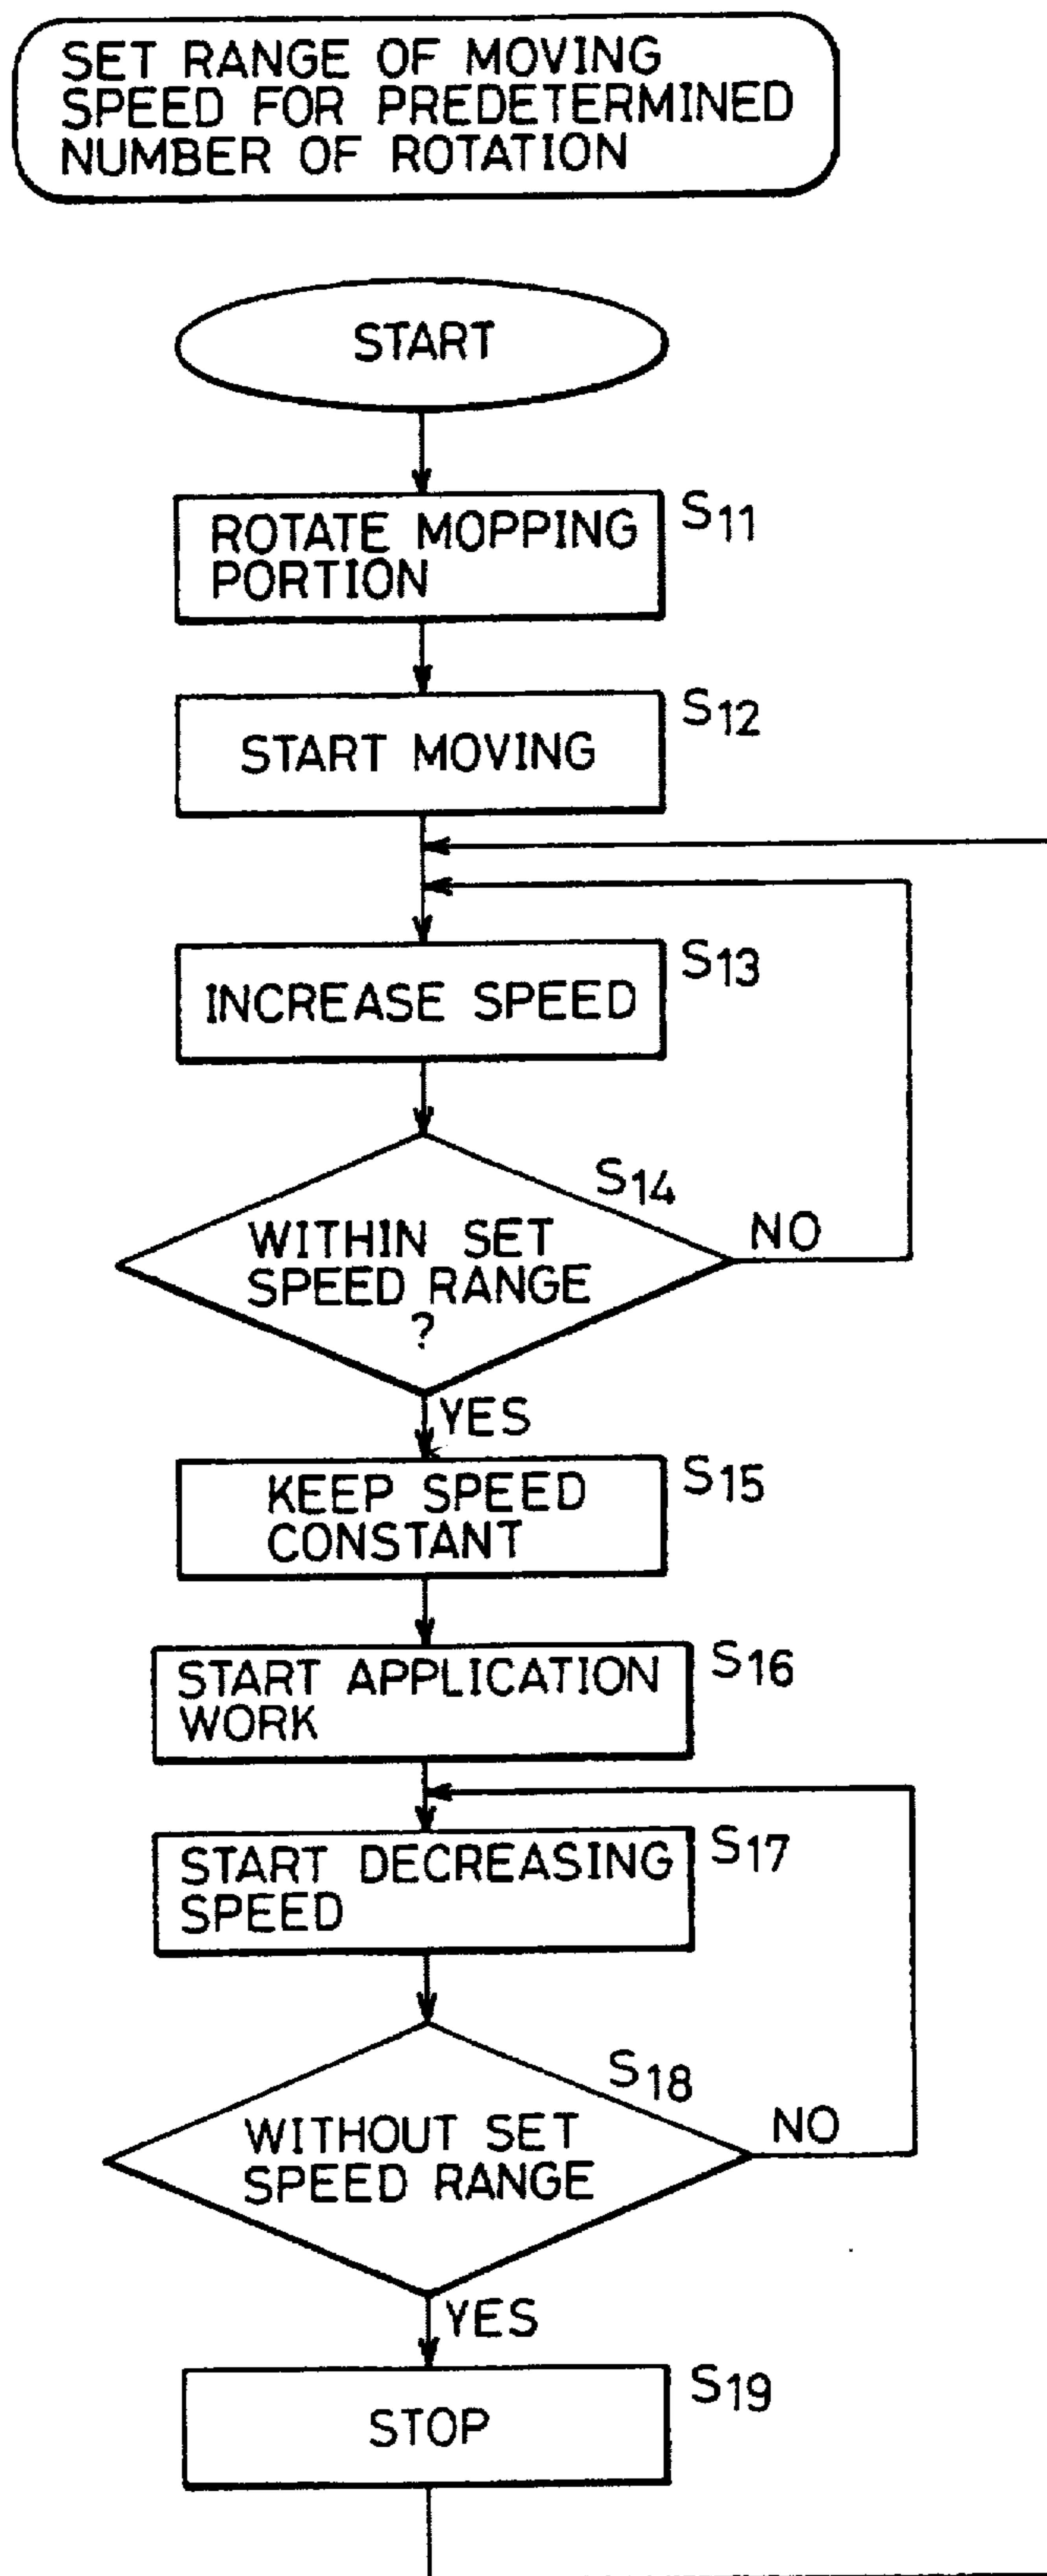 SET RANGE OF MOVING
SPEED FOR PREDETERMINED
NUMBER OF ROTATION
START
ROTATE MOPPING
PORTION
S11
START MOVING
S12
INCREASE SPEED
S13
WITHIN SET
SPEED RANGE
?
S14
NO
YES
KEEP SPEED
CONSTANT
S15
START APPLICATION
WORK
S16
START DECREASING
SPEED
S17
WITHOUT SET
SPEED RANGE
S18
NO
YES
STOP
S19